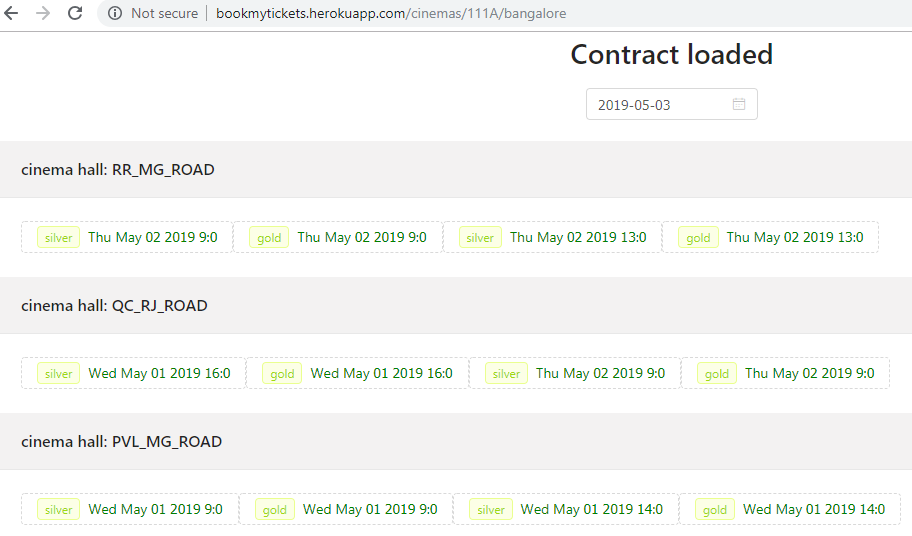 Not secure | bookmytickets.herokuapp.com/cinemas/111A/bangalore
Contract loaded
2019-05-03
cinema hall: RR_MG_ROAD
silver Thu May 02 2019 9:0 gold Thu May 02 2019 9:0 silver Thu May 02 2019 13:0 gold Thu May 02 2019 13:0
cinema hall: QC_RJ_ROAD
silver Wed May 01 2019 16:0 gold Wed May 01 2019 16:0 silver Thu May 02 2019 9:0 gold Thu May 02 2019 9:0
cinema hall: PVL_MG_ROAD
silver Wed May 01 2019 9:0 gold Wed May 01 2019 9:0 silver Wed May 01 2019 14:0 gold Wed May 01 2019 14:0